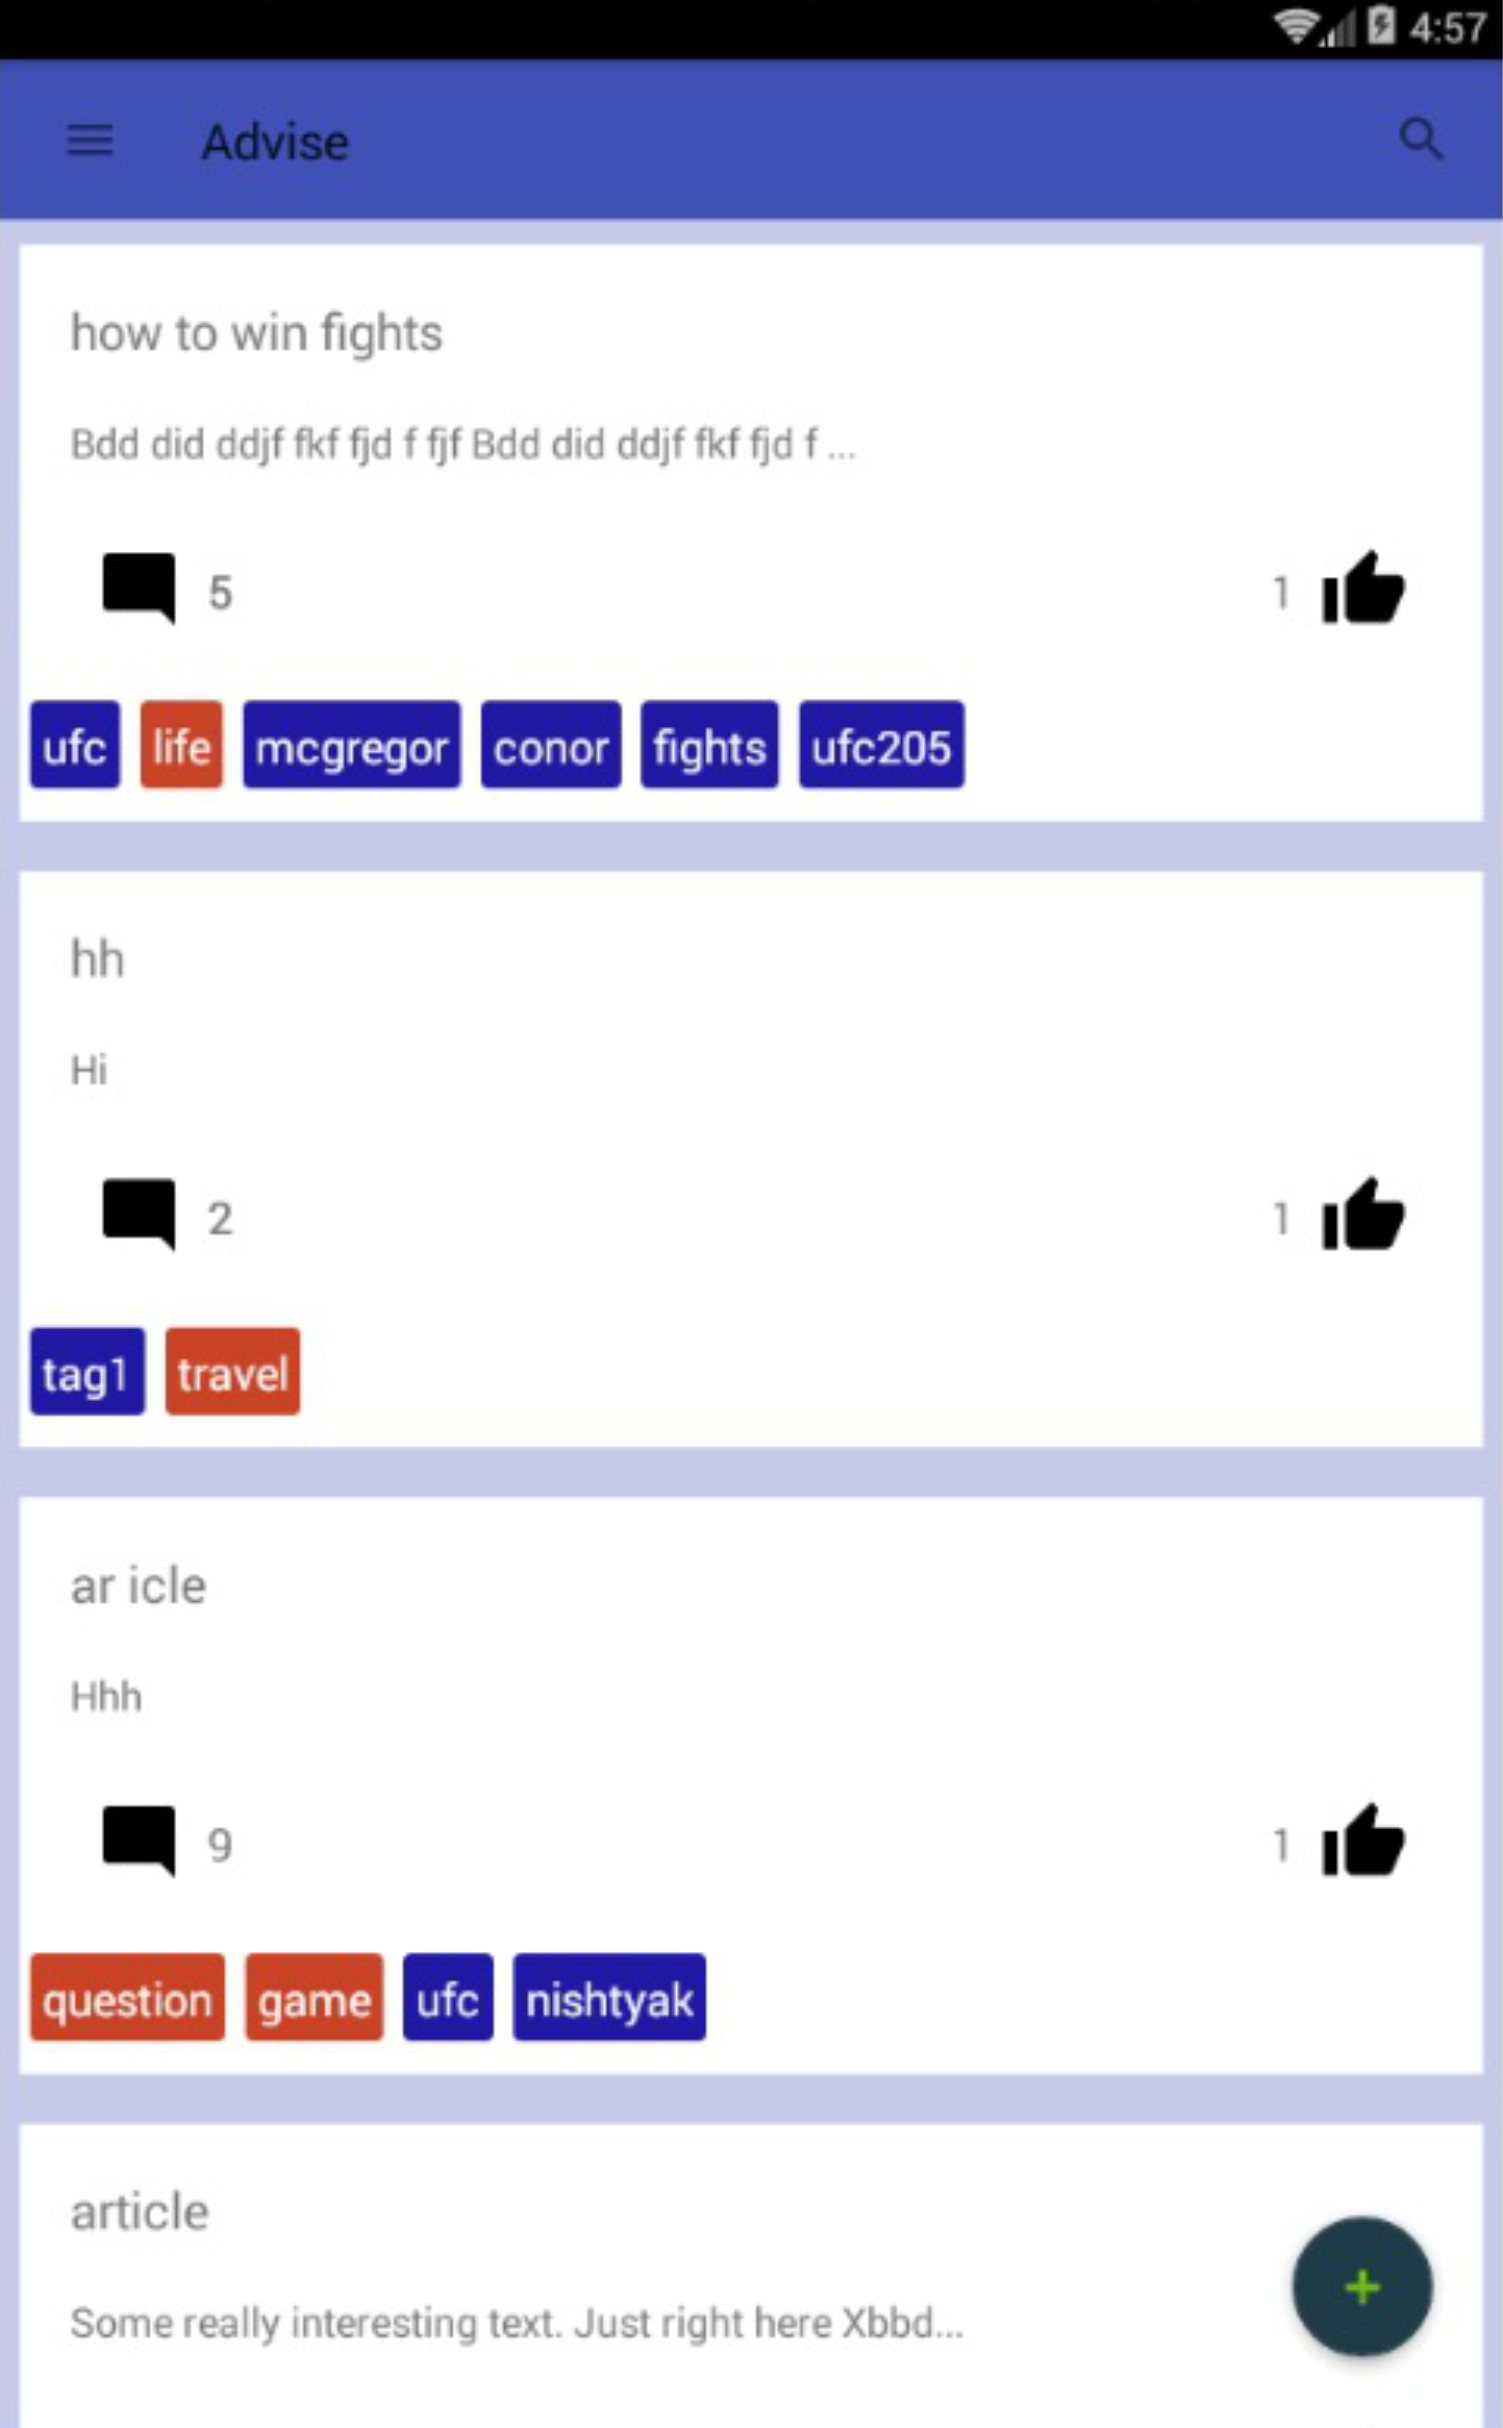 4:57
Advise
how to win fights
Bdd did ddjf fkf fjd f fjf Bdd did ddjf fkf fjd f ...
5 1
ufc life mcgregor conor fights ufc205
hh
Hi
2 1
tag1 travel
ar icle
Hhh
9 1
question game ufc nishtyak
article
+
Some really interesting text. Just right here Xbbd...